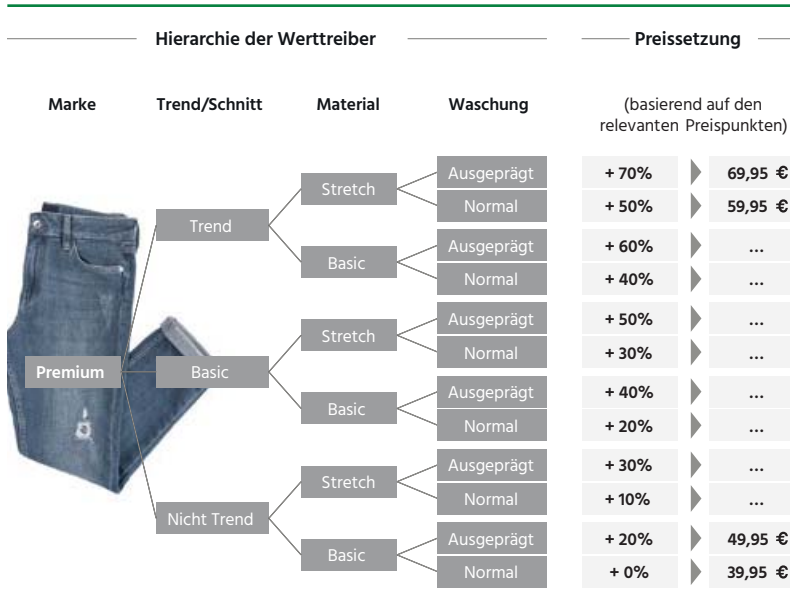 Hierarchie der Werttreiber Preissetzung
Marke Trend/Schnitt Material Waschung (basierend auf den
relevanten Preispunkten)
Ausgeprägt + 70% 69,95 €
Stretch
Normal + 50% 59,95 €
Trend
Ausgeprägt + 60% ...
Basic
Normal + 40% ...
Ausgeprägt + 50% ...
Stretch
Normal + 30% ...
Premium Basic
Ausgeprägt + 40% ...
Basic
Normal + 20% ...
Ausgeprägt + 30% ...
Stretch
Normal + 10% ...
Nicht Trend
Ausgeprägt + 20% 49,95 €
Basic
Normal + 0% 39,95 €